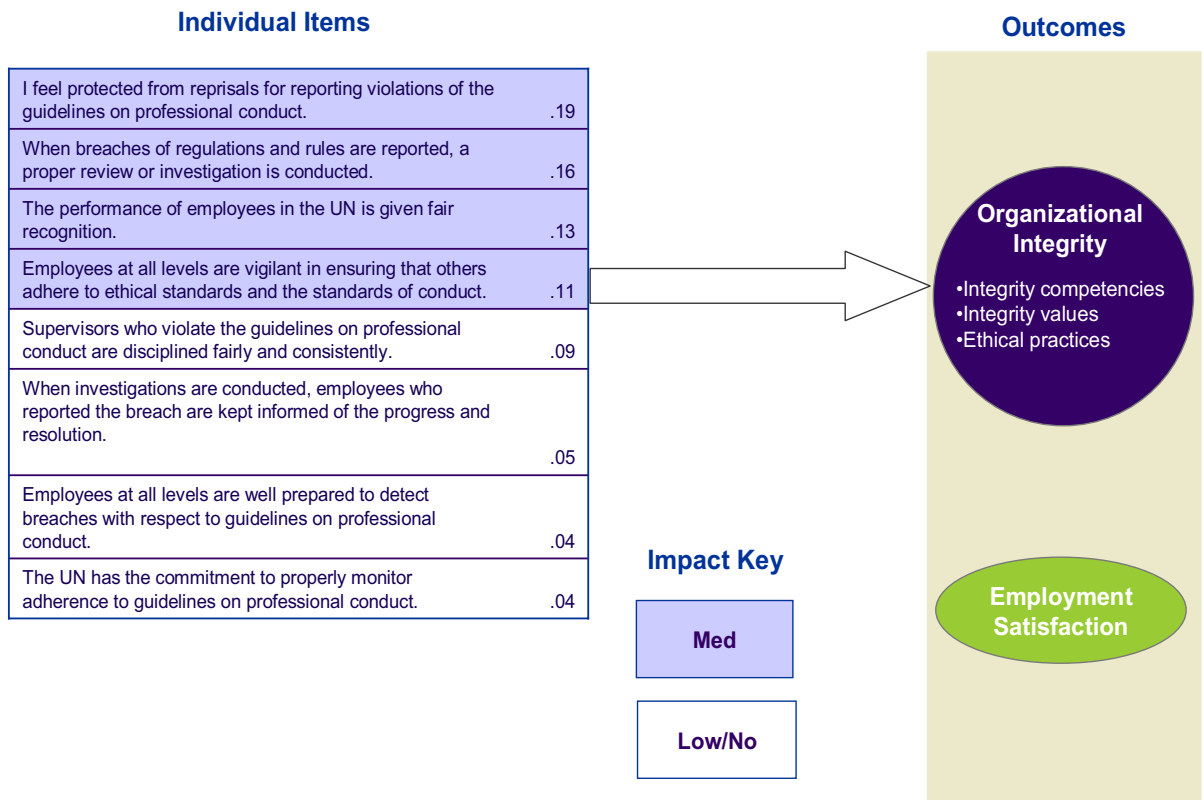 Individual Items
I feel protected from reprisals for reporting violations of the
guidelines on professional conduct. .19
When breaches of regulations and rules are reported, a
proper review or investigation is conducted. .16
The performance of employees in the UN is given fair
recognition. .13
Employees at all levels are vigilant in ensuring that others
adhere to ethical standards and the standards of conduct. .11
Supervisors who violate the guidelines on professional
conduct are disciplined fairly and consistently. .09
When investigations are conducted, employees who
reported the breach are kept informed of the progress and
resolution.
.05
Employees at all levels are well prepared to detect
breaches with respect to guidelines on professional
conduct. .04
The UN has the commitment to properly monitor
adherence to guidelines on professional conduct. .04
Impact Key
Med
Low/No
Outcomes
Organizational
Integrity
•Integrity competencies
•Integrity values
•Ethical practices
Employment
Satisfaction